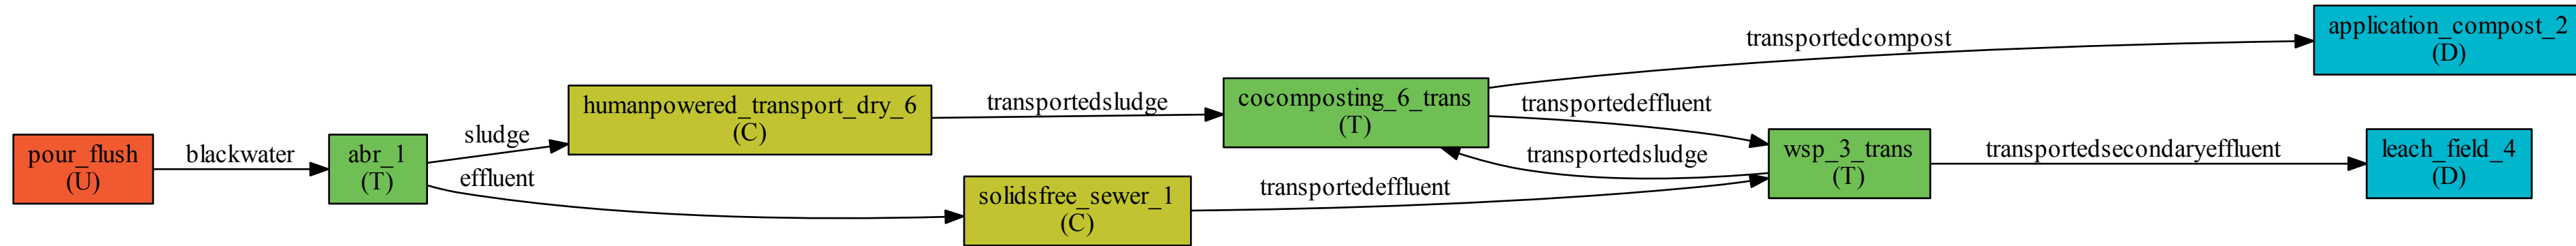 pour_flush
(U)
blackwater
abr_1
(T)
sludge
effluent
humanpowered_transport_dry_6
(C)
solidsfree_sewer_1
(C)
transportedsludge
transportedeffluent
cocomposting_6_trans
(T)
transportedcompost
transportedeffluent
transportedsludge
wsp_3_trans
(T)
transportedsecondaryeffluent
application_compost_2
(D)
leach_field_4
(D)